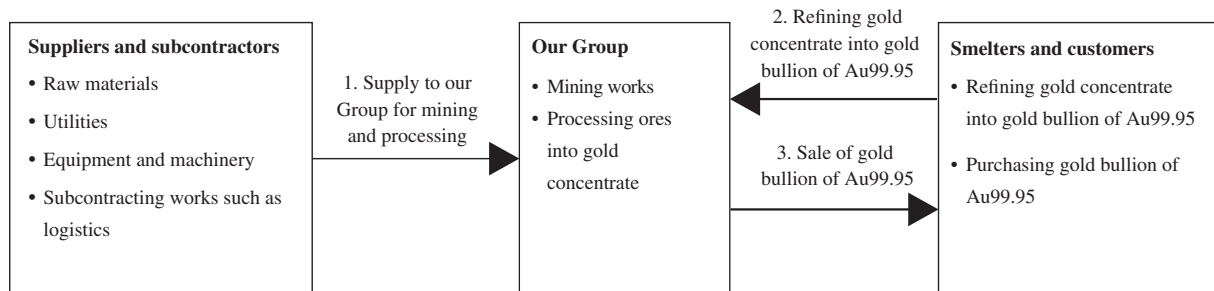 Suppliers and subcontractors
• Raw materials
• Utilities
• Equipment and machinery
• Subcontracting works such as
logistics
1. Supply to our
Group for mining
and processing
Our Group
• Mining works
• Processing ores
into gold
concentrate
2. Refining gold
concentrate into gold
bullion of Au99.95
3. Sale of gold
bullion of Au99.95
Smelters and customers
• Refining gold concentrate
into gold bullion of Au99.95
• Purchasing gold bullion of
Au99.95